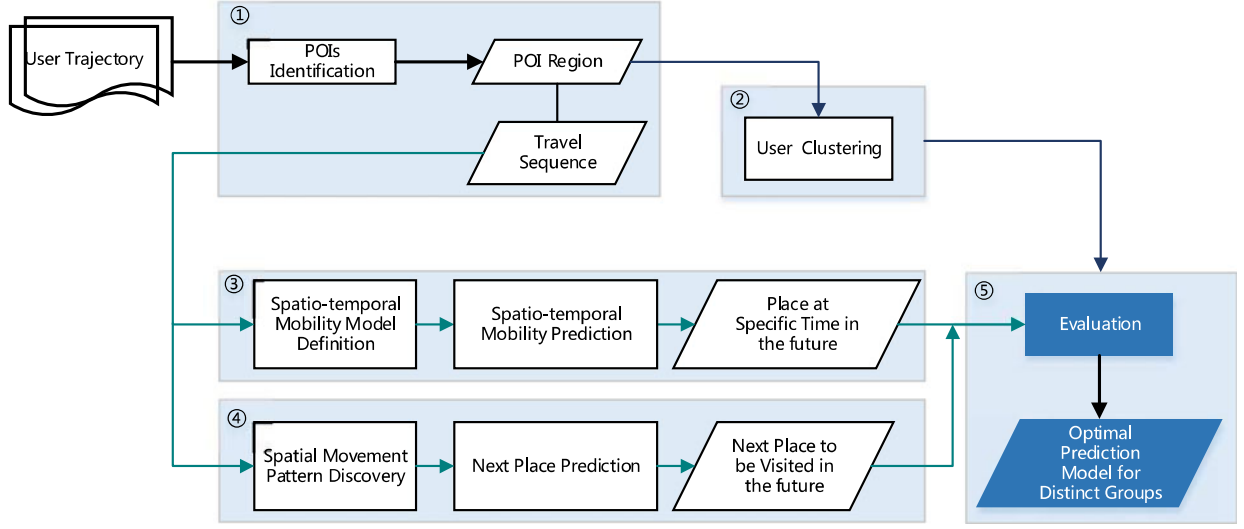 ①
User Trajectory
POIs
Identification
POI Region
Travel
Sequence
②
User Clustering
③
Spatio-temporal
Mobility Model
Definition
Spatio-temporal
Mobility Prediction
Place at
Specific Time in
the future
④
Spatial Movement
Pattern Discovery
Next Place Prediction
Next Place to
be Visited in
the future
⑤
Evaluation
Optimal
Prediction
Model for
Distinct Groups